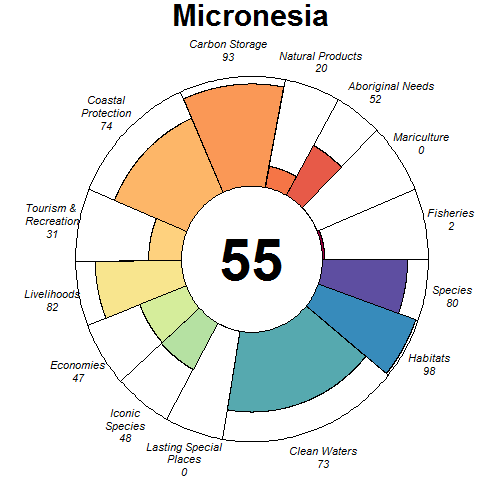 Micronesia
Carbon Storage
93
Natural Products
20
Aboriginal Needs
52
Mariculture
0
Fisheries
2
Species
80
Habitats
98
Clean Waters
73
Lasting Special
Places
0
Iconic
Species
48
Economies
47
Livelihoods
82
Tourism &
Recreation
31
Coastal
Protection
74
55